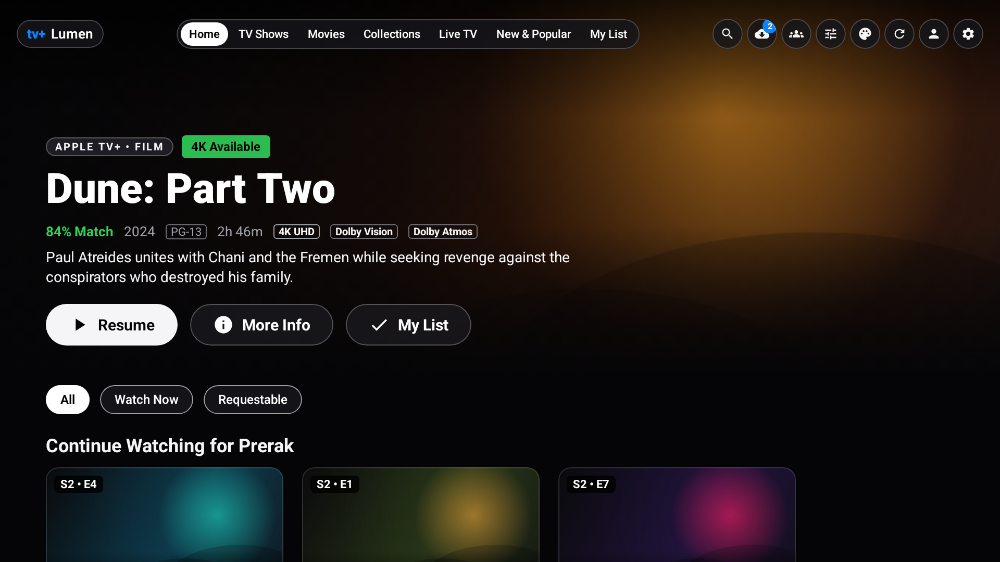 tv+ Lumen
Home TV Shows Movies Collections Live TV New & Popular My List
2
APPLE TV+ • FILM 4K Available
Dune: Part Two
84% Match 2024 PG-13 2h 46m 4K UHD Dolby Vision Dolby Atmos
Paul Atreides unites with Chani and the Fremen while seeking revenge against the
conspirators who destroyed his family.
Resume More Info My List
All Watch Now Requestable
Continue Watching for Prerak
S2 • E4 S2 • E1 S2 • E7